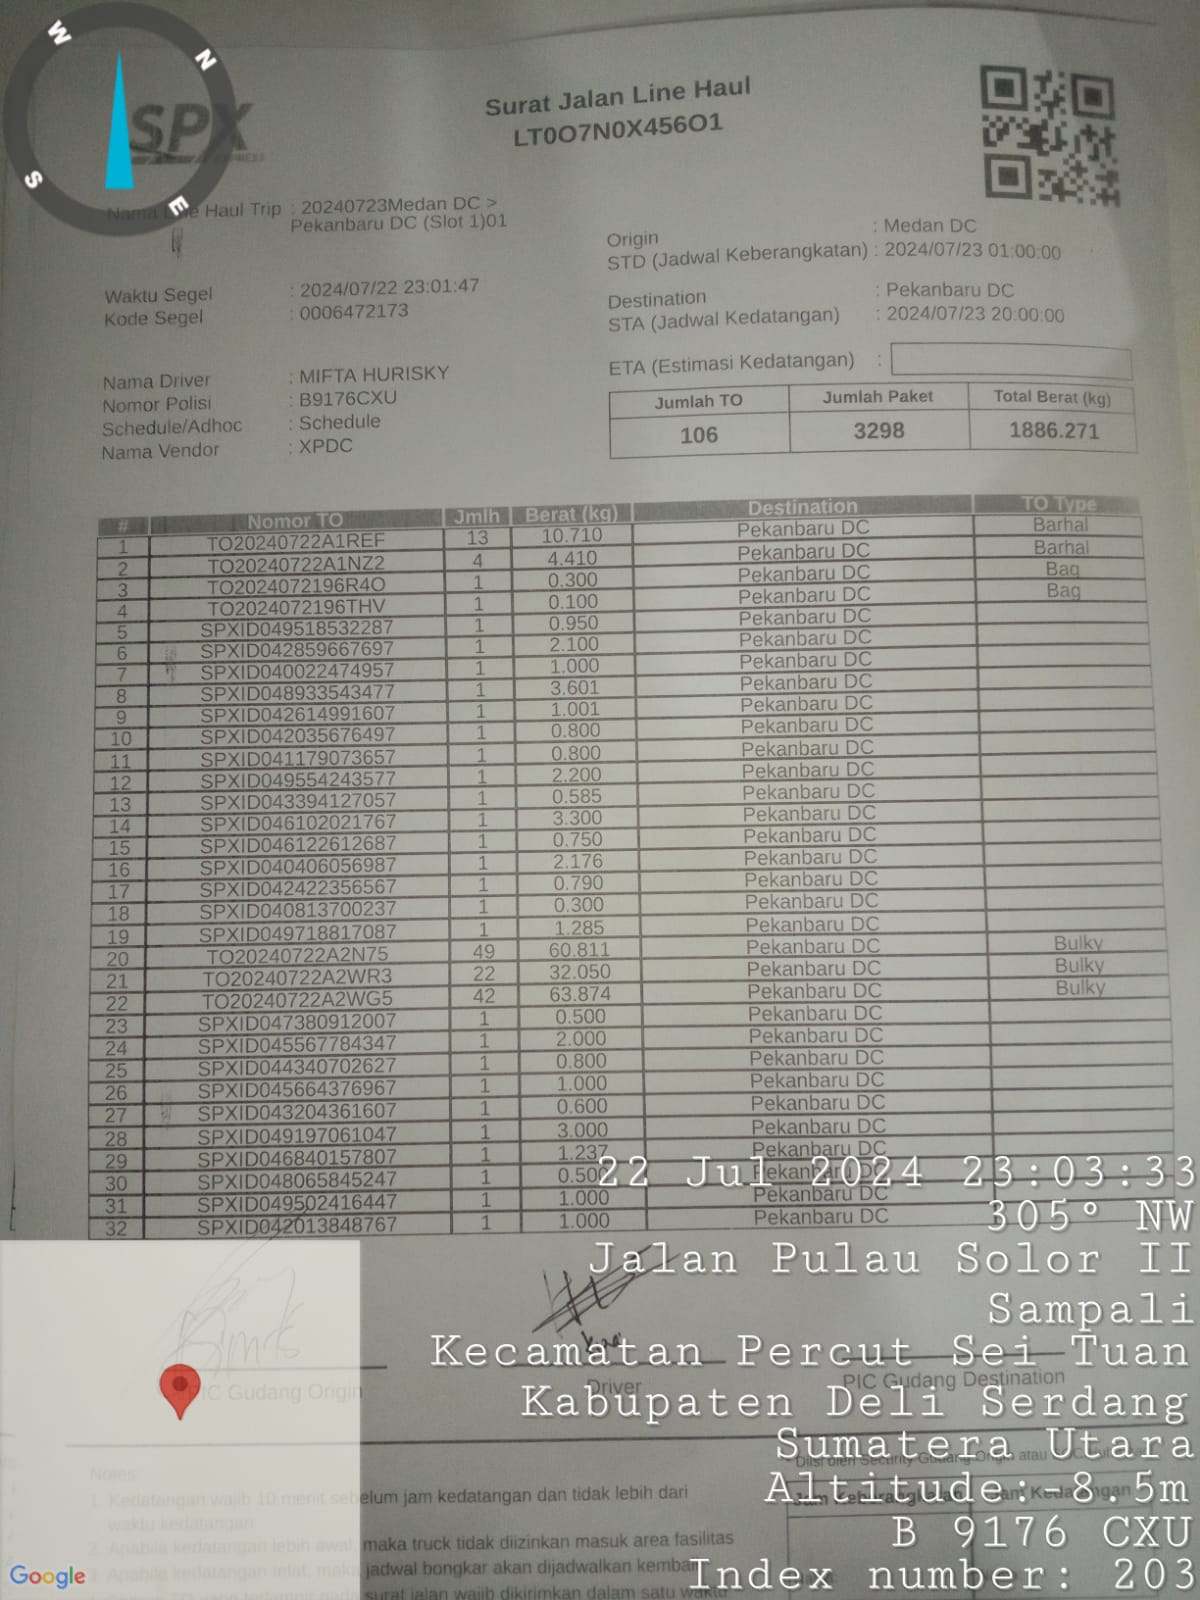 W
N
S
E
SPX
EXPRESS
Surat Jalan Line Haul
LT0O7N0X456O1
Nama Line Haul Trip : 20240723Medan DC >
Pekanbaru DC (Slot 1)01
Origin : Medan DC
STD (Jadwal Keberangkatan) : 2024/07/23 01:00:00
Waktu Segel : 2024/07/22 23:01:47
Kode Segel : 0006472173
Destination : Pekanbaru DC
STA (Jadwal Kedatangan) : 2024/07/23 20:00:00
ETA (Estimasi Kedatangan) :
Nama Driver : MIFTA HURISKY
Nomor Polisi : B9176CXU
Schedule/Adhoc : Schedule
Nama Vendor : XPDC
Jumlah TO Jumlah Paket Total Berat (kg)
106 3298 1886.271
# Nomor TO Jmlh Berat (kg) Destination TO Type
1 TO20240722A1REF 13 10.710 Pekanbaru DC Barhal
2 TO20240722A1NZ2 4 4.410 Pekanbaru DC Barhal
3 TO2024072196R4O 1 0.300 Pekanbaru DC Bag
4 TO2024072196THV 1 0.100 Pekanbaru DC Bag
5 SPXID049518532287 1 0.950 Pekanbaru DC
6 SPXID042859667697 1 2.100 Pekanbaru DC
7 SPXID040022474957 1 1.000 Pekanbaru DC
8 SPXID048933543477 1 3.601 Pekanbaru DC
9 SPXID042614991607 1 1.001 Pekanbaru DC
10 SPXID042035676497 1 0.800 Pekanbaru DC
11 SPXID041179073657 1 0.800 Pekanbaru DC
12 SPXID049554243577 1 2.200 Pekanbaru DC
13 SPXID043394127057 1 0.585 Pekanbaru DC
14 SPXID046102021767 1 3.300 Pekanbaru DC
15 SPXID046122612687 1 0.750 Pekanbaru DC
16 SPXID040406056987 1 2.176 Pekanbaru DC
17 SPXID042422356567 1 0.790 Pekanbaru DC
18 SPXID040813700237 1 0.300 Pekanbaru DC
19 SPXID049718817087 1 1.285 Pekanbaru DC
20 TO20240722A2N75 49 60.811 Pekanbaru DC Bulky
21 TO20240722A2WR3 22 32.050 Pekanbaru DC Bulky
22 TO20240722A2WG5 42 63.874 Pekanbaru DC Bulky
23 SPXID047380912007 1 0.500 Pekanbaru DC
24 SPXID045567784347 1 2.000 Pekanbaru DC
25 SPXID044340702627 1 0.800 Pekanbaru DC
26 SPXID045664376967 1 1.000 Pekanbaru DC
27 SPXID043204361607 1 0.600 Pekanbaru DC
28 SPXID049197061047 1 3.000 Pekanbaru DC
29 SPXID046840157807 1 1.237 Pekanbaru DC
30 SPXID048065845247 1 0.500 Pekanbaru DC
31 SPXID049502416447 1 1.000 Pekanbaru DC
32 SPXID042013848767 1 1.000 Pekanbaru DC
22 Jul 2024 23:03:33
305° NW
Jalan Pulau Solor II
Sampali
Kecamatan Percut Sei Tuan
Kabupaten Deli Serdang
Sumatera Utara
Altitude:-8.5m
B 9176 CXU
Index number: 203
PIC Gudang Origin Driver PIC Gudang Destination
Diisi oleh Security Gudang Origin atau
Jam Keberangkatan Jam Kedatangan
Notes:
1. Kedatangan wajib 10 menit sebelum jam kedatangan dan tidak lebih dari
waktu kedatangan
2. Apabila kedatangan lebih awal, maka truck tidak diizinkan masuk area fasilitas
3. Apabila kedatangan telat, maka jadwal bongkar akan dijadwalkan kembali
surat jalan wajib dikirimkan dalam satu waktu
Google